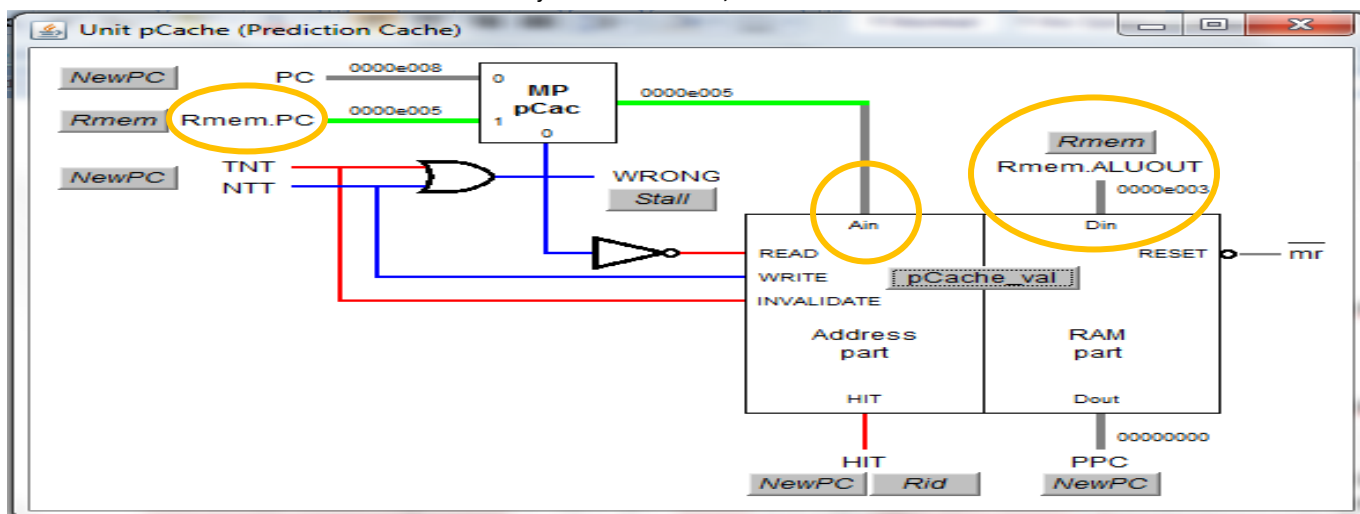 Unit pCache (Prediction Cache)
NewPC PC 0000e008 0 MP pCac 0000e005
Rmem Rmem.PC 0000e005 1 0
Rmem
Rmem.ALUOUT
0000e003
NewPC TNT
NTT
WRONG
Stall
Ain Din
READ RESET mr
WRITE pCache_val
INVALIDATE
Address part RAM part
HIT Dout
00000000
HIT PPC
NewPC Rid NewPC